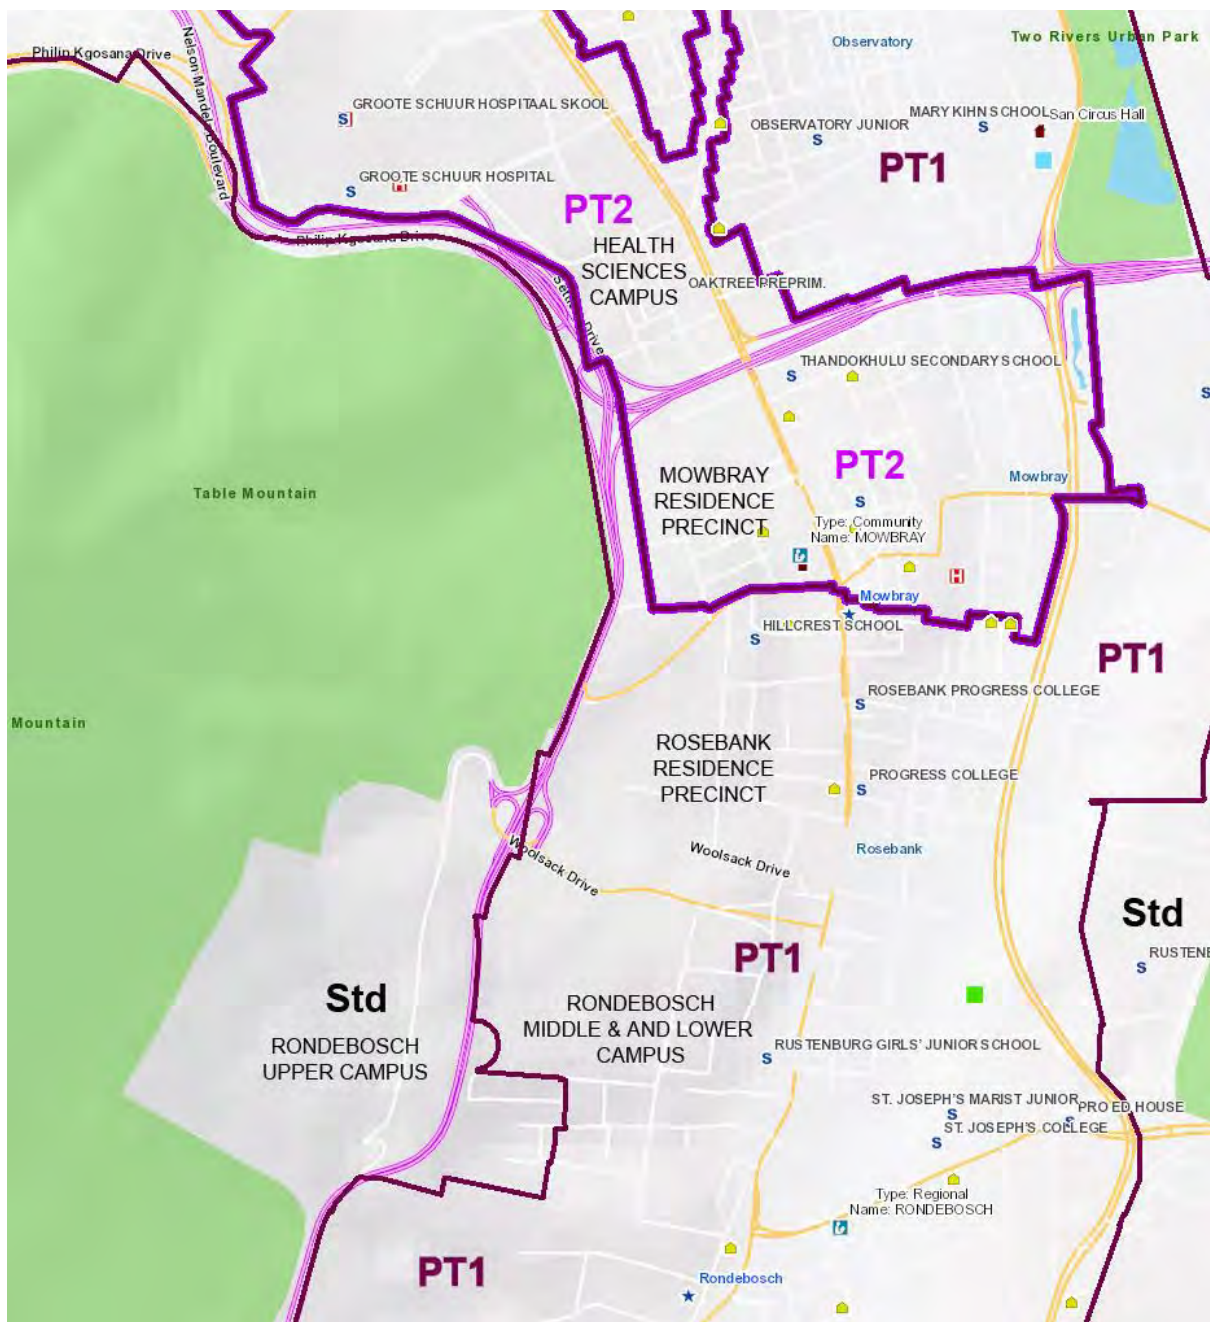 Observatory
Two Rivers Urban Park
Philip Kgosana Drive
Nelson Mandel Boulevard
GROOTE SCHUUR HOSPITAAL SKOOL
MARY KIHN SCHOOL
San Circus Hall
OBSERVATORY JUNIOR
PT1
GROOTE SCHUUR HOSPITAL
PT2
Philip Kgosana Drive
HEALTH
SCIENCES
CAMPUS
OAKTREE PREPRIM.
Drive
THANDOKHULU SECONDARY SCHOOL
PT2
MOWBRAY
RESIDENCE
PRECINCT
Mowbray
Table Mountain
Type: Community
Name: MOWBRAY
Mowbray
HILLCREST SCHOOL
PT1
ROSEBANK PROGRESS COLLEGE
Mountain
ROSEBANK
RESIDENCE
PRECINCT
PROGRESS COLLEGE
Woolsack Drive
Woolsack Drive
Rosebank
Std
RUSTENE
PT1
Std
RONDEBOSCH
UPPER CAMPUS
RONDEBOSCH
MIDDLE & AND LOWER
CAMPUS
RUSTENBURG GIRLS' JUNIOR SCHOOL
ST. JOSEPH'S MARIST JUNIOR
PRO ED HOUSE
ST. JOSEPH'S COLLEGE
Type: Regional
Name: RONDEBOSCH
PT1
Rondebosch